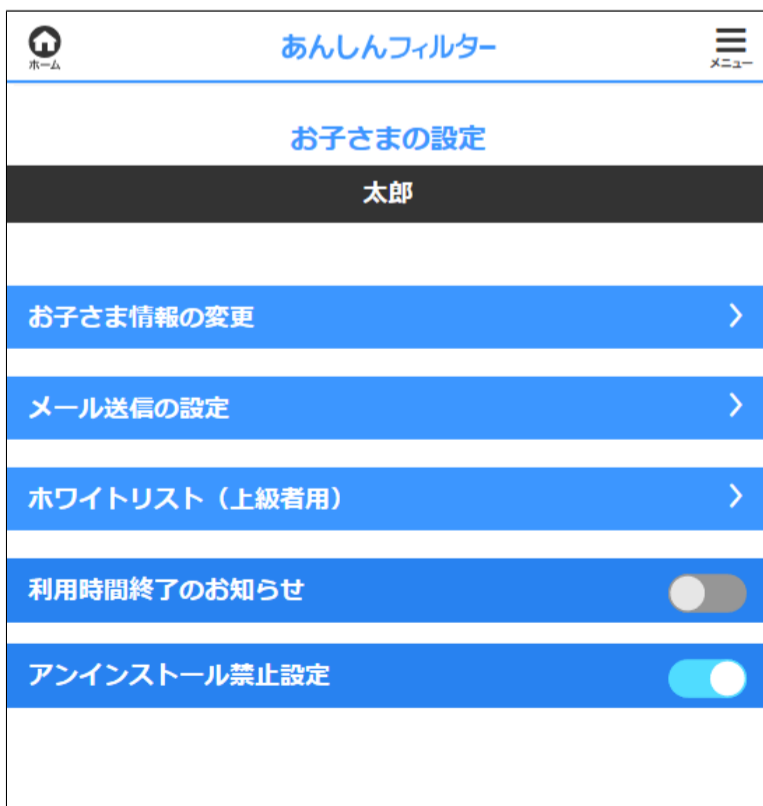 あんしんフィルター
ホーム
メニュー
お子さまの設定
太郎
お子さま情報の変更
メール送信の設定
ホワイトリスト（上級者用）
利用時間終了のお知らせ
アンインストール禁止設定